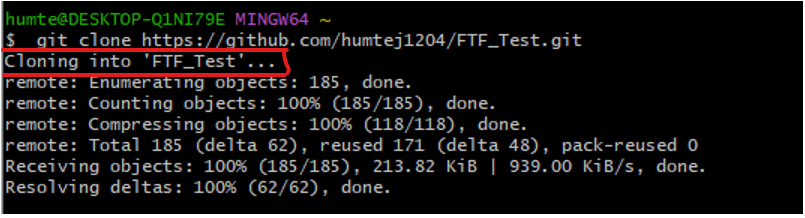 humte@DESKTOP-Q1NI79E MINGW64 ~
$  git clone https://github.com/humtej1204/FTF_Test.git
Cloning into 'FTF_Test'...
remote: Enumerating objects: 185, done.
remote: Counting objects: 100% (185/185), done.
remote: Compressing objects: 100% (118/118), done.
remote: Total 185 (delta 62), reused 171 (delta 48), pack-reused 0
Receiving objects: 100% (185/185), 213.82 KiB | 939.00 KiB/s, done.
Resolving deltas: 100% (62/62), done.